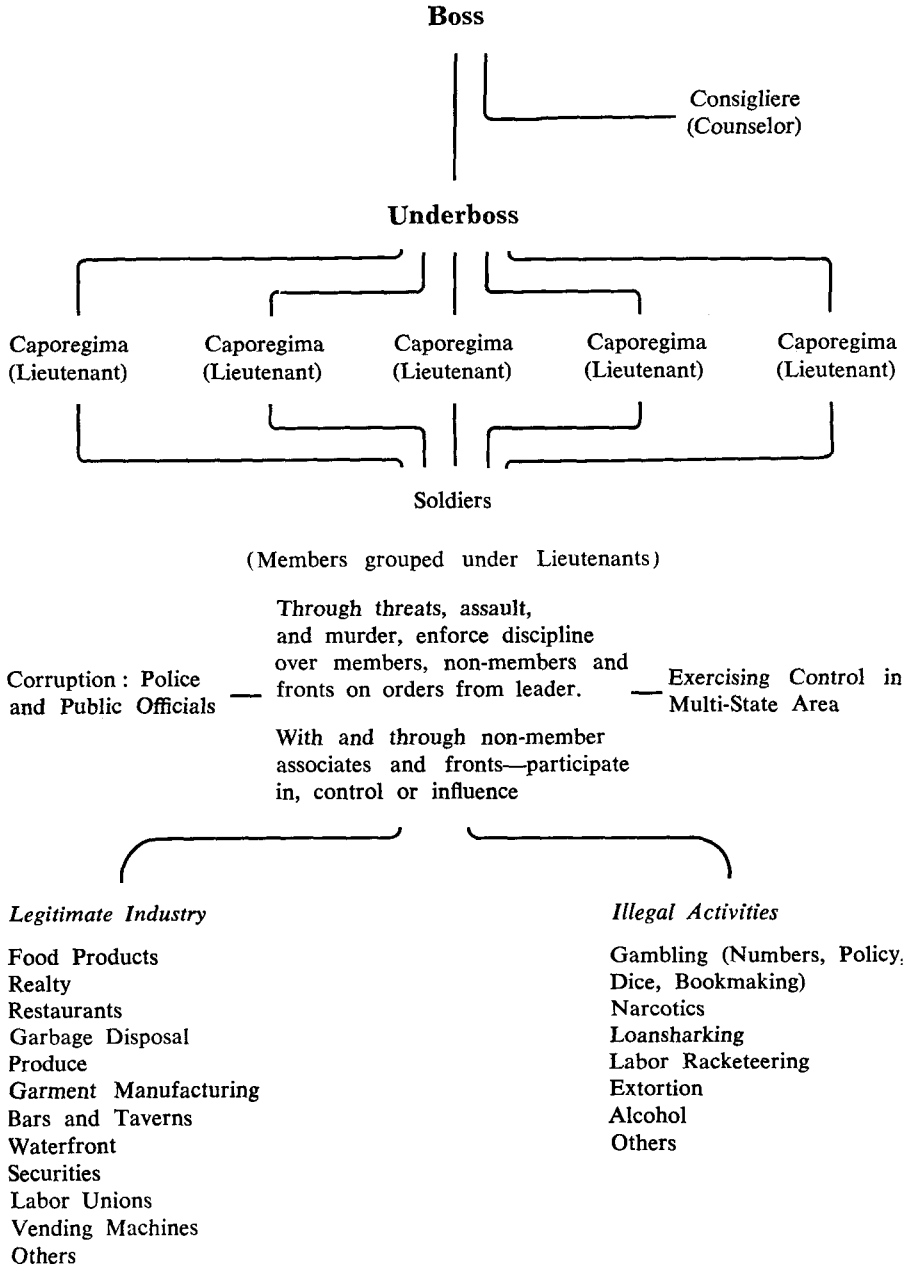 Boss
Consigliere
(Counselor)
Underboss
Caporegima
(Lieutenant)
Caporegima
(Lieutenant)
Caporegima
(Lieutenant)
Caporegima
(Lieutenant)
Caporegima
(Lieutenant)
Soldiers
(Members grouped under Lieutenants)
Through threats, assault,
and murder, enforce discipline
over members, non-members and
fronts on orders from leader.
Corruption: Police
and Public Officials
Exercising Control in
Multi-State Area
With and through non-member
associates and fronts—participate
in, control or influence
Legitimate Industry
Food Products
Realty
Restaurants
Garbage Disposal
Produce
Garment Manufacturing
Bars and Taverns
Waterfront
Securities
Labor Unions
Vending Machines
Others
Illegal Activities
Gambling (Numbers, Policy,
Dice, Bookmaking)
Narcotics
Loansharking
Labor Racketeering
Extortion
Alcohol
Others